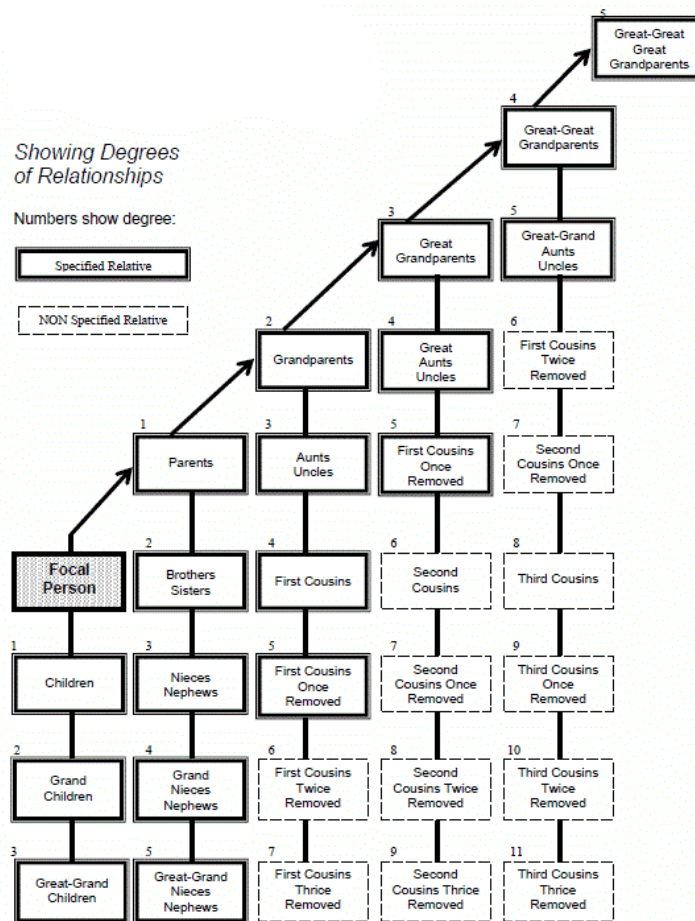 5
Great-Great
Great
Grandparents
4
Great-Great
Grandparents
Showing Degrees
of Relationships
Numbers show degree:
Specified Relative
NON Specified Relative
3
Great
Grandparents
5
Great-Grand
Aunts
Uncles
2
Grandparents
4
Great
Aunts
Uncles
6
First Cousins
Twice
Removed
1
Parents
3
Aunts
Uncles
5
First Cousins
Once
Removed
7
Second
Cousins Once
Removed
Focal
Person
2
Brothers
Sisters
4
First Cousins
6
Second
Cousins
8
Third Cousins
1
Children
3
Nieces
Nephews
5
First Cousins
Once
Removed
7
Second
Cousins Once
Removed
9
Third Cousins
Once
Removed
2
Grand
Children
4
Grand
Nieces
Nephews
6
First Cousins
Twice
Removed
8
Second
Cousins Twice
Removed
10
Third Cousins
Twice
Removed
3
Great-Grand
Children
5
Great-Grand
Nieces
Nephews
7
First Cousins
Thrice
Removed
9
Second
Cousins Thrice
Removed
11
Third Cousins
Thrice
Removed